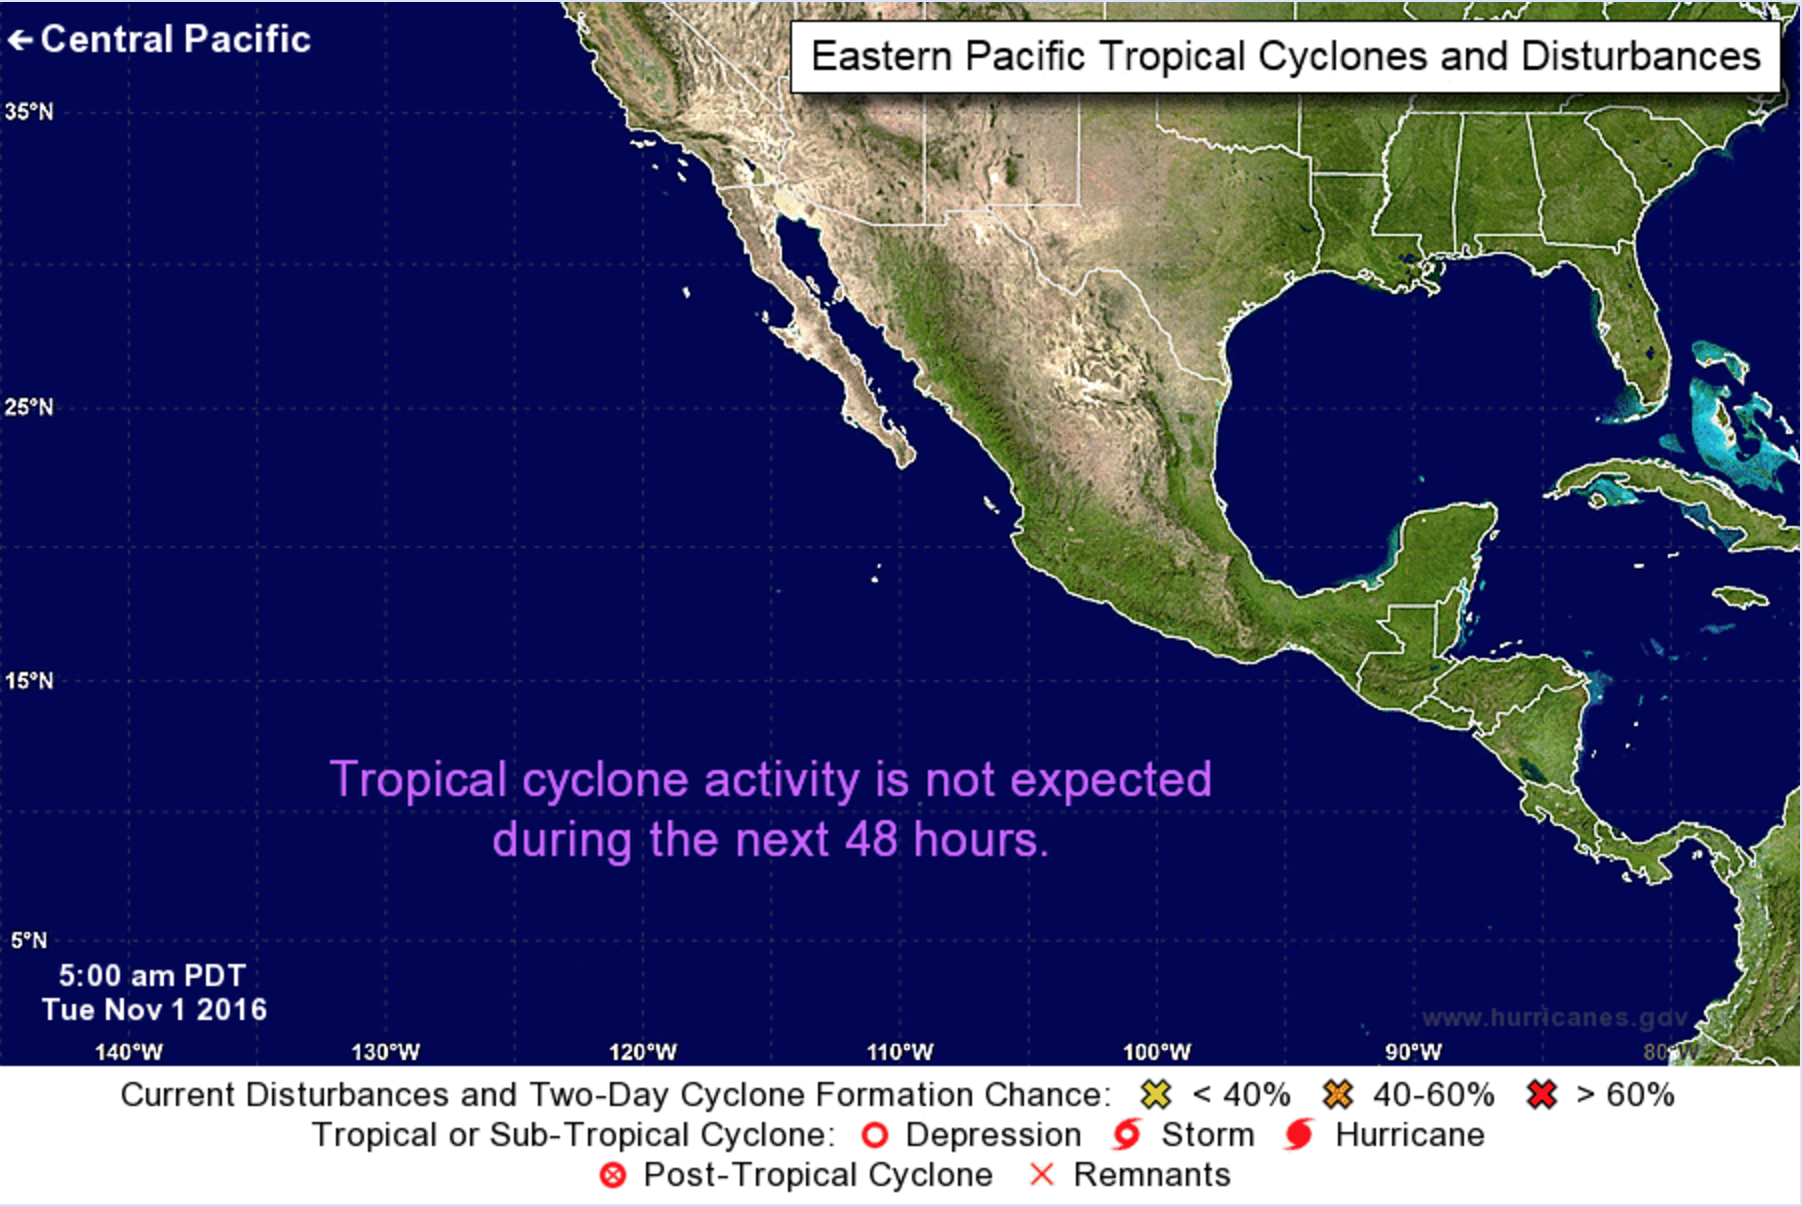 ← Central Pacific
Eastern Pacific Tropical Cyclones and Disturbances
35°N
25°N
15°N
5°N
Tropical cyclone activity is not expected
during the next 48 hours.
5:00 am PDT
Tue Nov 1 2016
www.hurricanes.gov
140°W 130°W 120°W 110°W 100°W 90°W 80°W
Current Disturbances and Two-Day Cyclone Formation Chance: < 40% 40-60% > 60%
Tropical or Sub-Tropical Cyclone: Depression Storm Hurricane
Post-Tropical Cyclone Remnants